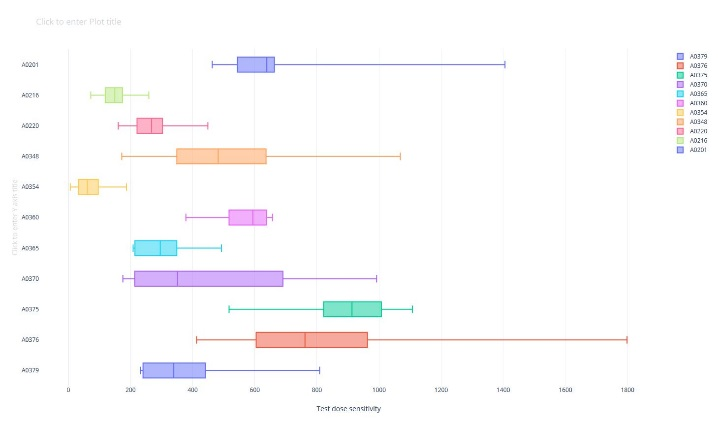 Click to enter Plot title
Click to enter Y axis title
A0201
A0216
A0220
A0348
A0354
A0360
A0365
A0370
A0375
A0376
A0379
0 200 400 600 800 1000 1200 1400 1600 1800
Test dose sensitivity
A0379
A0376
A0375
A0370
A0365
A0360
A0354
A0348
A0220
A0216
A0201